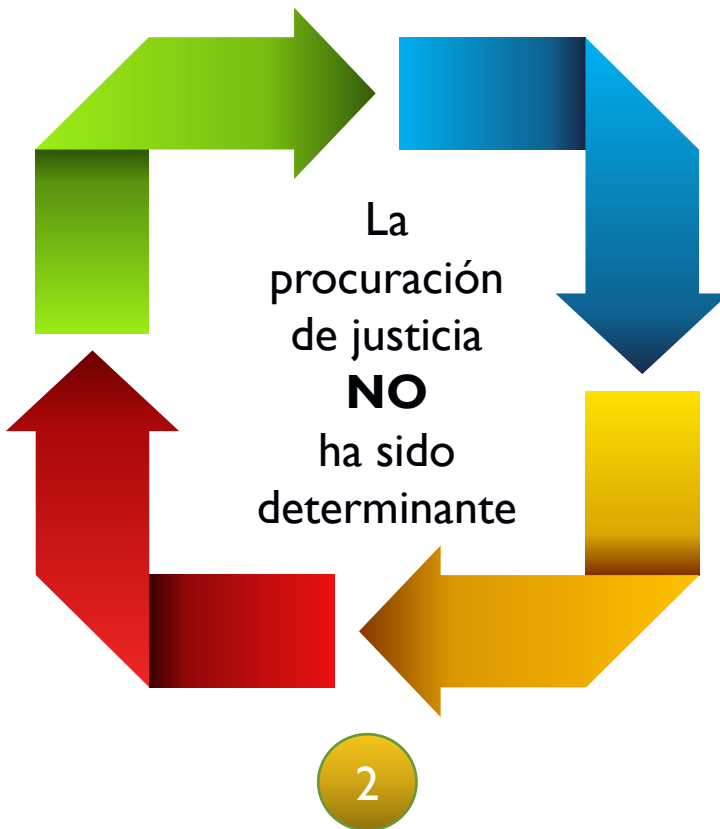 La
procuración
de justicia
NO
ha sido
determinante
2